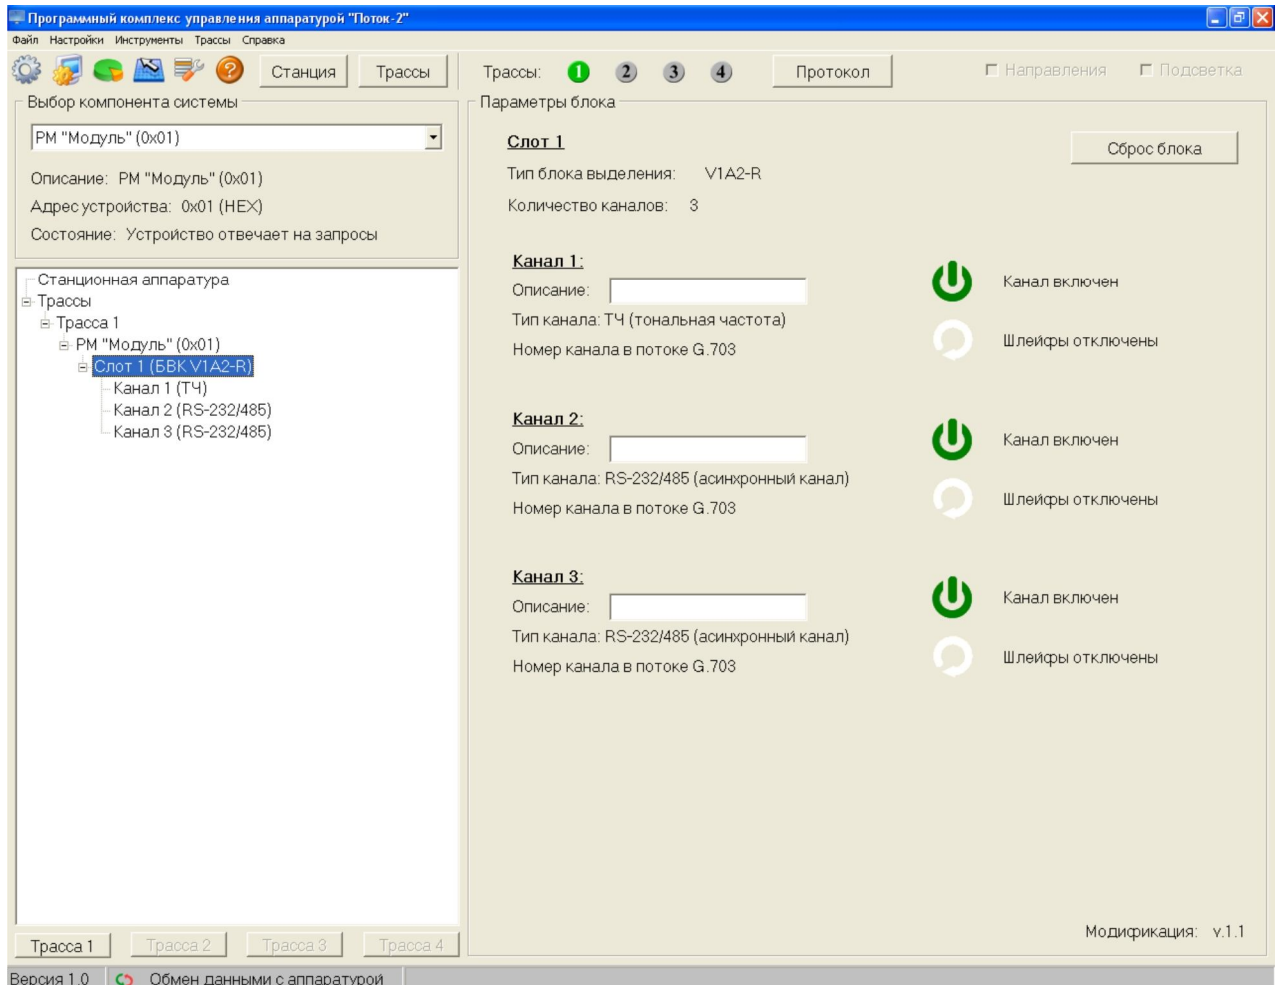 Программный комплекс управления аппаратурой "Поток-2"
Файл Настройки Инструменты Трассы Справка
Станция Трассы Трассы: 1 2 3 4 Протокол Направления Подсветка
Выбор компонента системы
РМ "Модуль" (0x01)
Описание: РМ "Модуль" (0x01)
Адрес устройства: 0x01 (HEX)
Состояние: Устройство отвечает на запросы
Станционная аппаратура
Трассы
Трасса 1
РМ "Модуль" (0x01)
Слот 1 (БВК V1A2-R)
Канал 1 (ТЧ)
Канал 2 (RS-232/485)
Канал 3 (RS-232/485)
Трасса 1 Трасса 2 Трасса 3 Трасса 4
Параметры блока
Слот 1
Сброс блока
Тип блока выделения: V1A2-R
Количество каналов: 3
Канал 1:
Описание:
Канал включен
Тип канала: ТЧ (тональная частота)
Номер канала в потоке G.703
Шлейфы отключены
Канал 2:
Описание:
Канал включен
Тип канала: RS-232/485 (асинхронный канал)
Номер канала в потоке G.703
Шлейфы отключены
Канал 3:
Описание:
Канал включен
Тип канала: RS-232/485 (асинхронный канал)
Номер канала в потоке G.703
Шлейфы отключены
Модификация: v.1.1
Версия 1.0 Обмен данными с аппаратурой